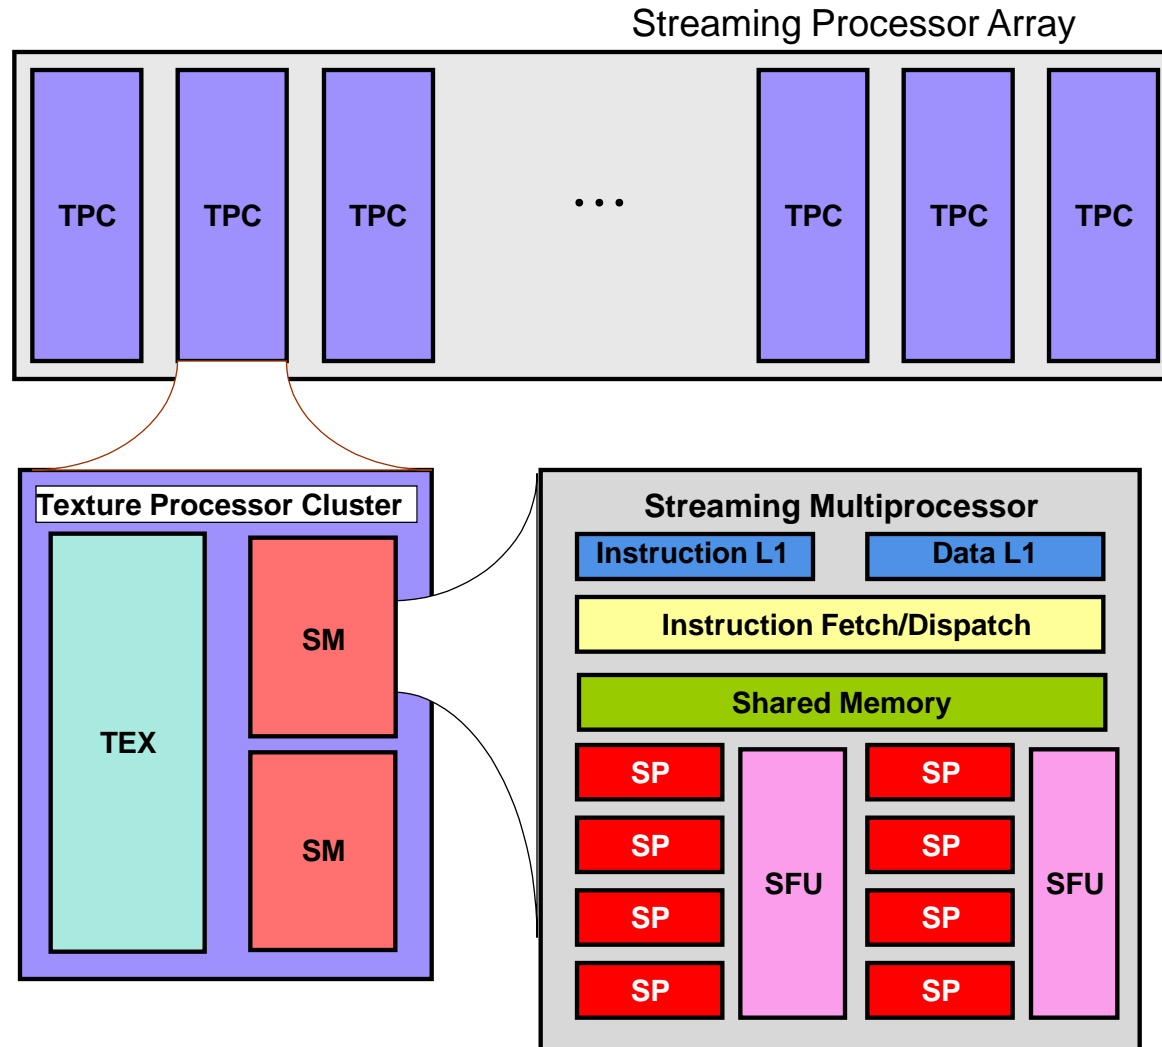 Streaming Processor Array
TPC TPC TPC ... TPC TPC TPC
Texture Processor Cluster
TEX
SM
SM
Streaming Multiprocessor
Instruction L1 Data L1
Instruction Fetch/Dispatch
Shared Memory
SP SP
SP SP
SFU SFU
SP SP
SP SP